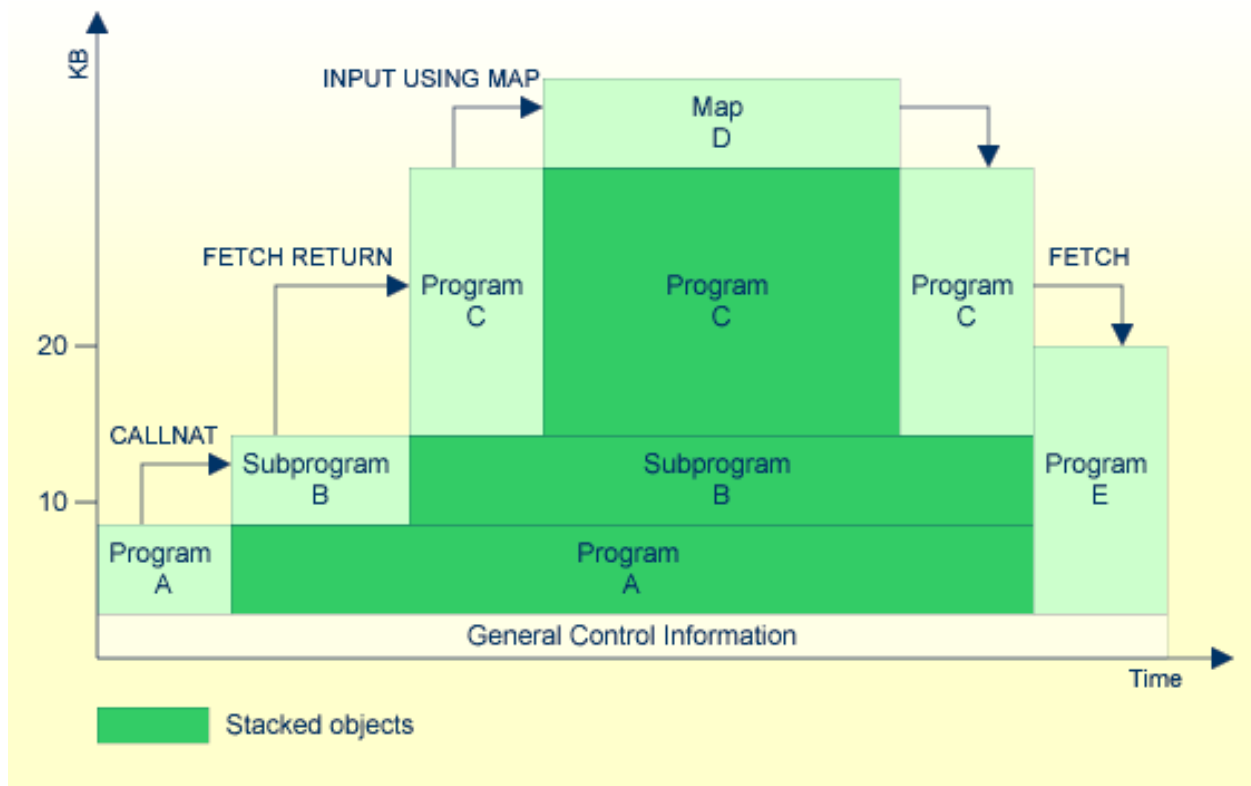 KB
INPUT USING MAP
Map
D
FETCH RETURN
FETCH
Program
C
Program
C
Program
C
20
CALLNAT
Subprogram
B
Subprogram
B
Program
E
10
Program
A
Program
A
General Control Information
Time
Stacked objects